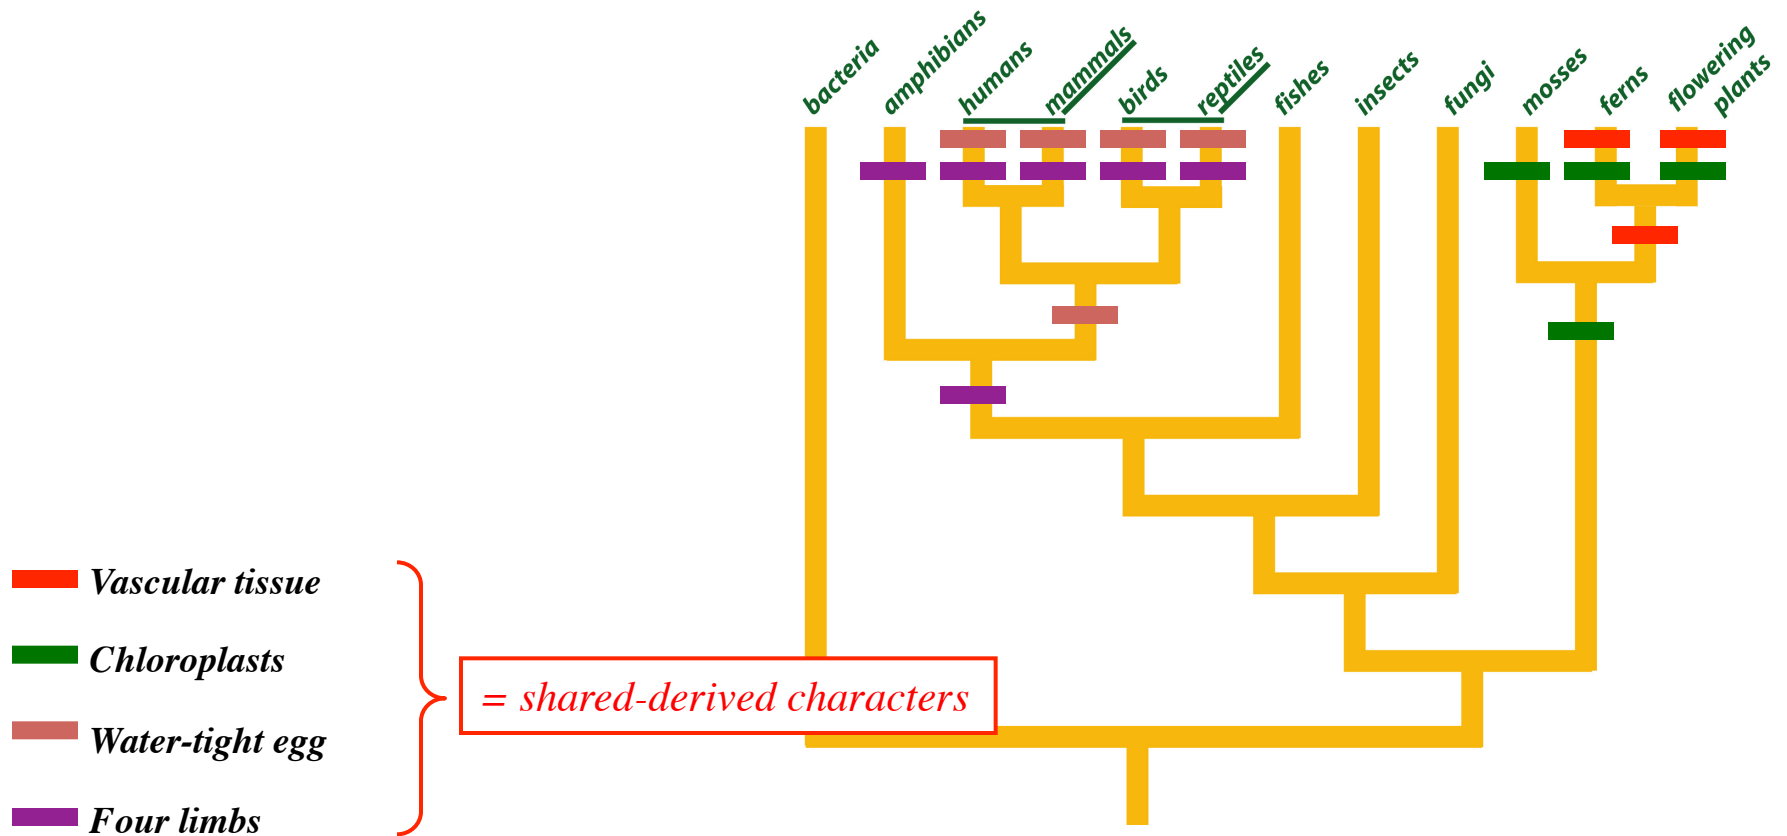 bacteria
amphibians
humans
mammals
birds
reptiles
fishes
insects
fungi
mosses
ferns
flowering
plants
Vascular tissue
Chloroplasts
= shared-derived characters
Water-tight egg
Four limbs